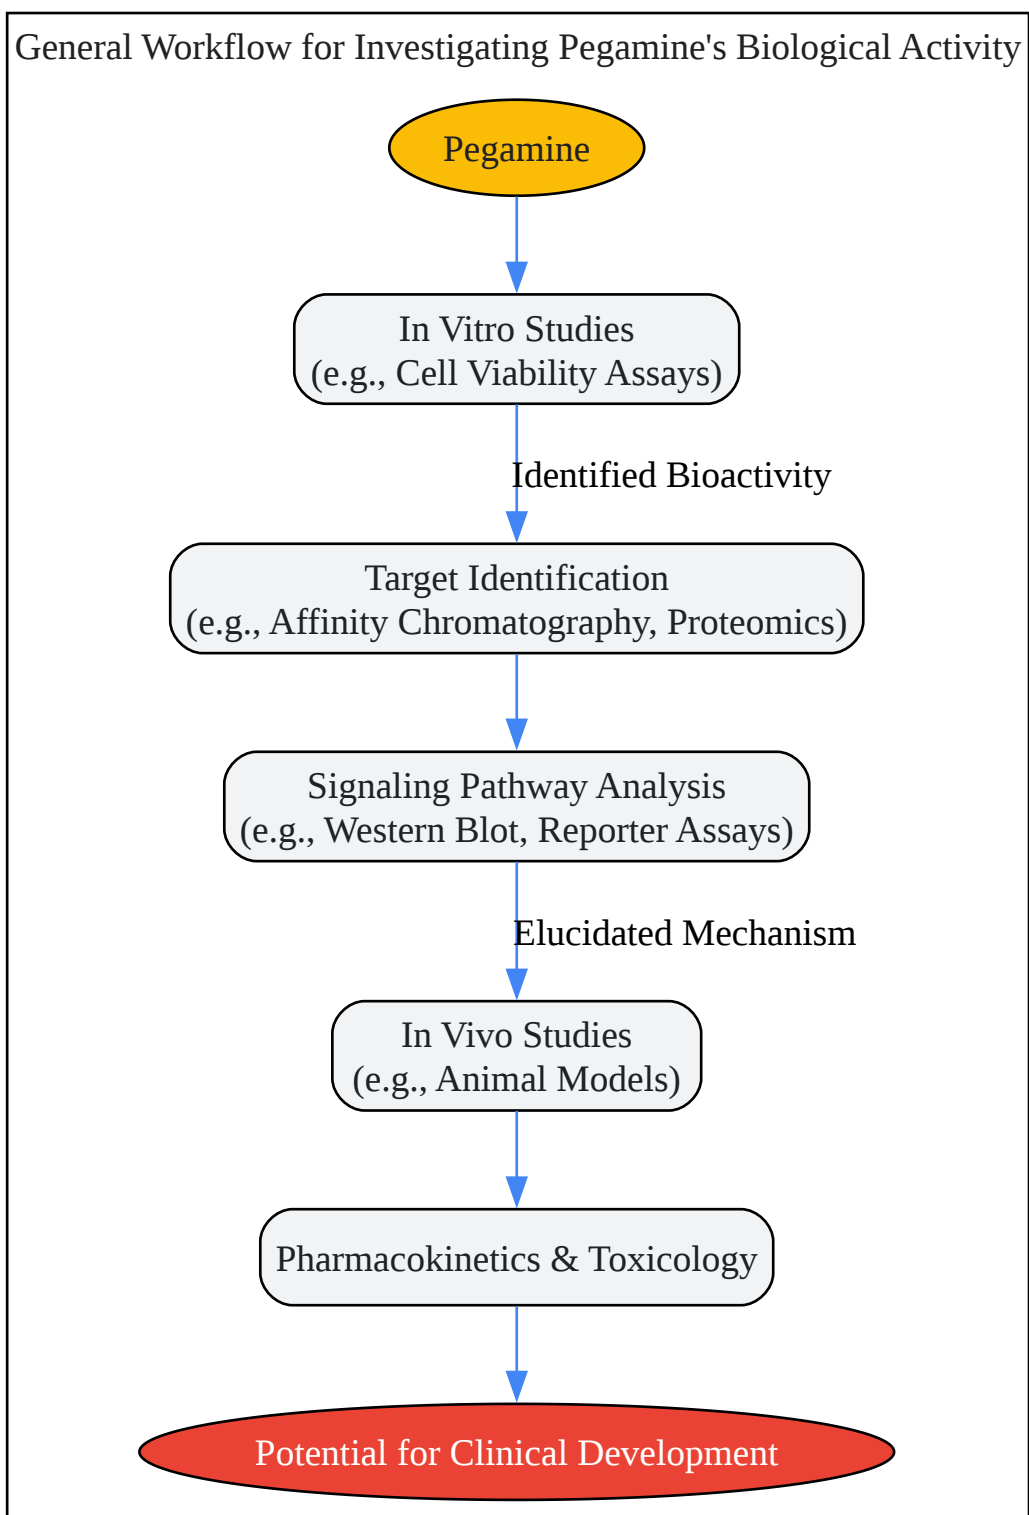 General Workflow for Investigating Pegamine's Biological Activity
Pegamine
In Vitro Studies
(e.g., Cell Viability Assays)
Identified Bioactivity
Target Identification
(e.g., Affinity Chromatography, Proteomics)
Signaling Pathway Analysis
(e.g., Western Blot, Reporter Assays)
Elucidated Mechanism
In Vivo Studies
(e.g., Animal Models)
Pharmacokinetics & Toxicology
Potential for Clinical Development